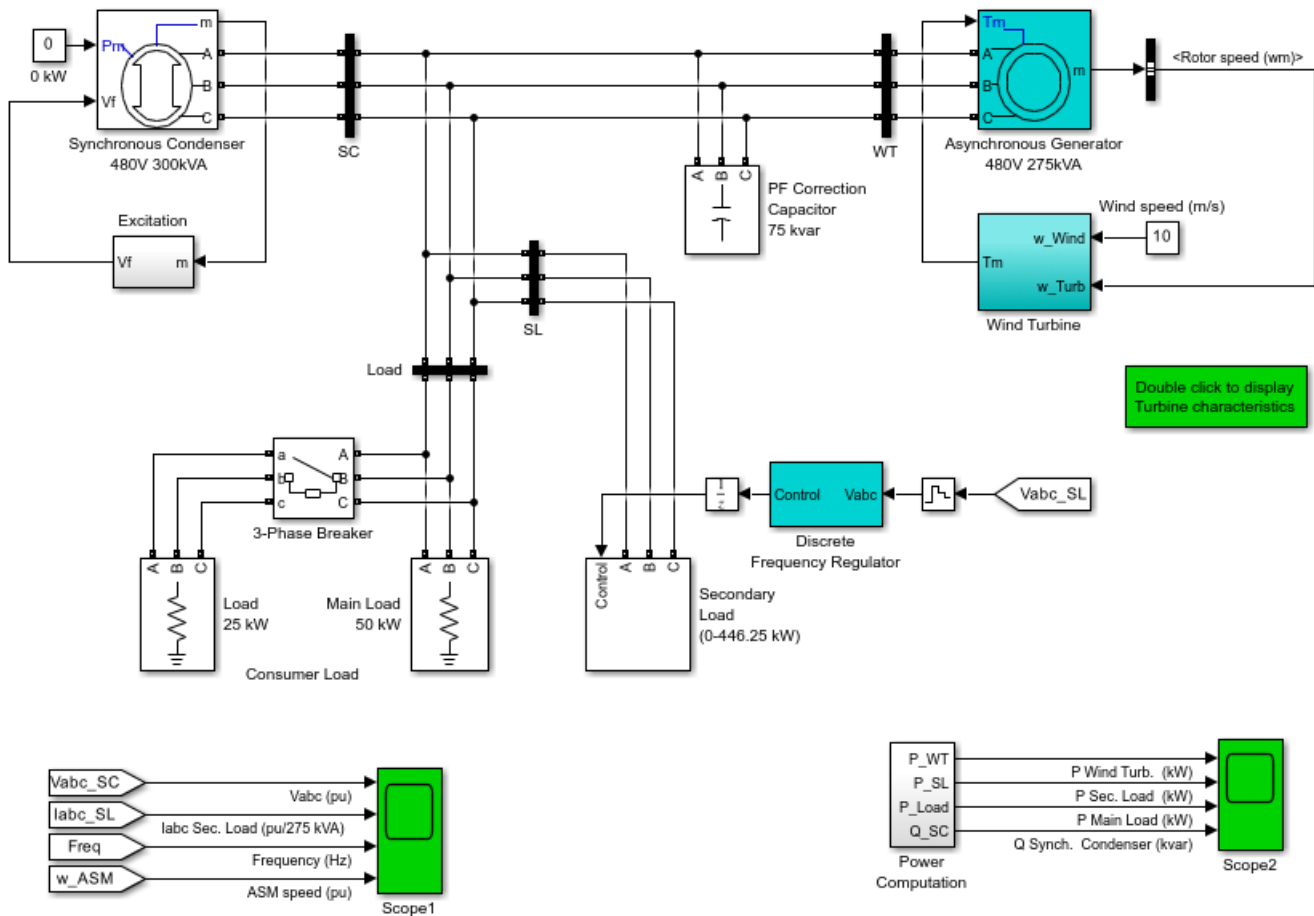 0
0 kW
Pm
Vf
m
A
B
C
Synchronous Condenser
480V 300kVA
SC
WT
Tm
A
B
C
m
Asynchronous Generator
480V 275kVA
<Rotor speed (wm)>
Excitation
Vf
m
A
B
C
PF Correction
Capacitor
75 kvar
Wind speed (m/s)
10
w_Wind
Tm
w_Turb
Wind Turbine
SL
Load
Double click to display
Turbine characteristics
a
A
b
B
c
C
3-Phase Breaker
Control
Vabc
Vabc_SL
Discrete
Frequency Regulator
A
B
C
Load
25 kW
A
B
C
Main Load
50 kW
Consumer Load
Control
A
B
C
Secondary
Load
(0-446.25 kW)
Vabc_SC
Vabc (pu)
Iabc_SL
Iabc Sec. Load (pu/275 kVA)
Freq
Frequency (Hz)
w_ASM
ASM speed (pu)
Scope1
P_WT
P Wind Turb. (kW)
P_SL
P Sec. Load (kW)
P_Load
P Main Load (kW)
Q_SC
Q Synch. Condenser (kvar)
Power
Computation
Scope2